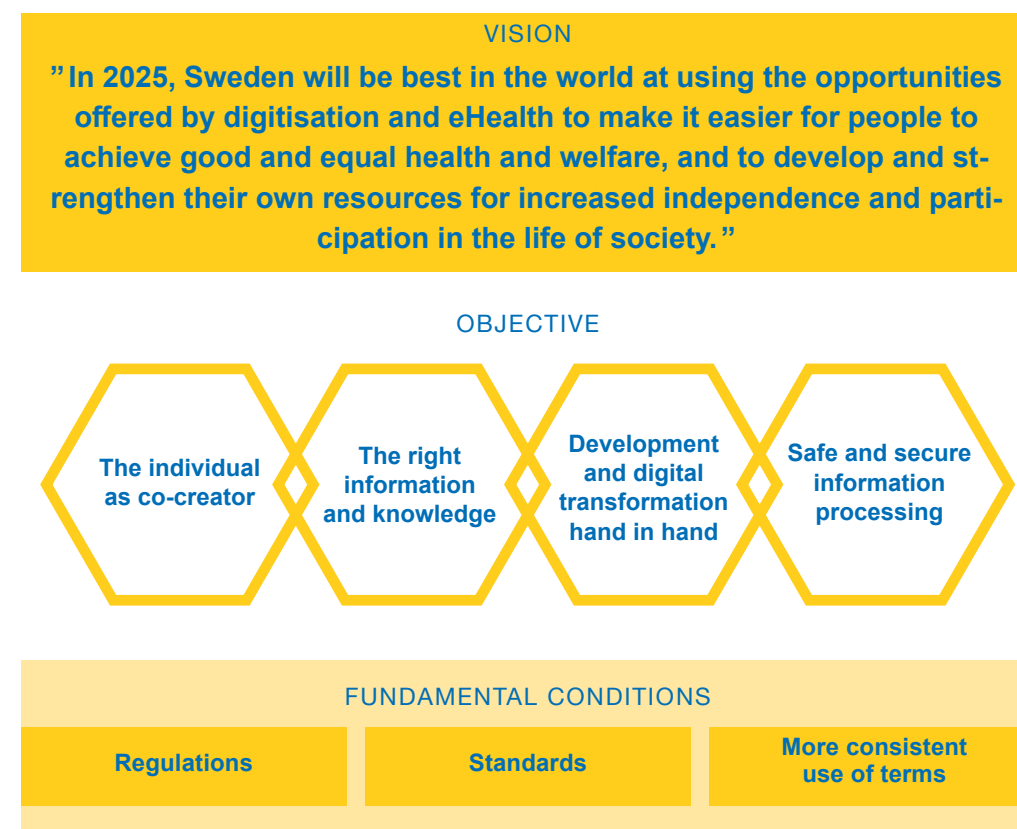 VISION
”In 2025, Sweden will be best in the world at using the opportunities
offered by digitisation and eHealth to make it easier for people to
achieve good and equal health and welfare, and to develop and st-
rengthen their own resources for increased independence and parti-
cipation in the life of society.”
OBJECTIVE
The individual
as co-creator
The right
information
and knowledge
Development
and digital
transformation
hand in hand
Safe and secure
information
processing
FUNDAMENTAL CONDITIONS
Regulations
Standards
More consistent
use of terms